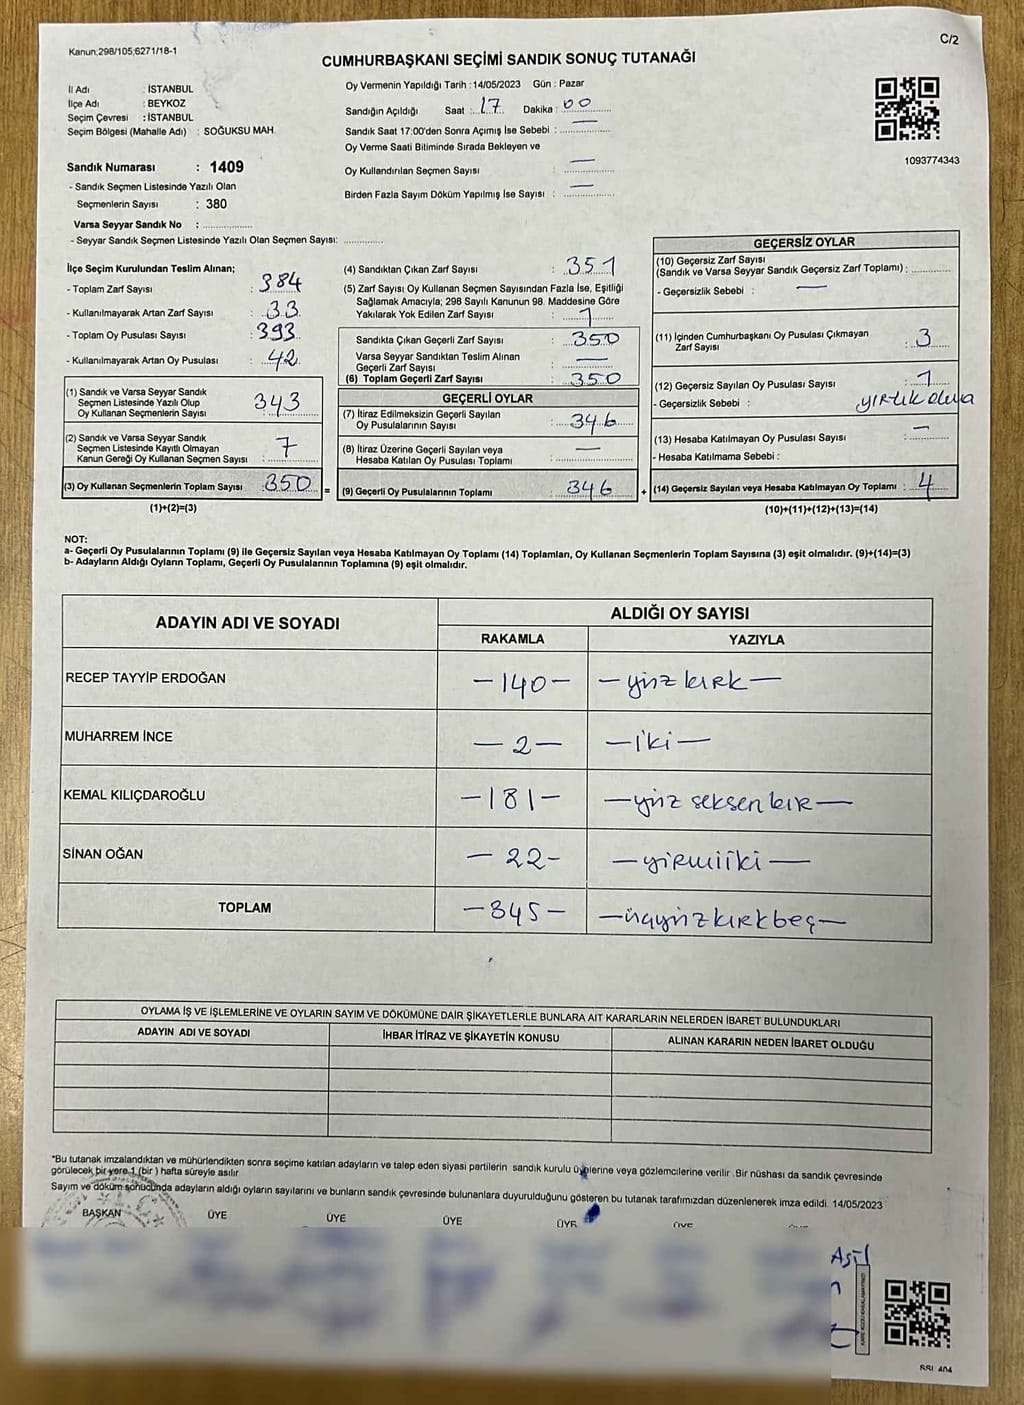 Kanun;298/105;6271/18-1
C/2
CUMHURBAŞKANI SEÇİMİ SANDIK SONUÇ TUTANAĞI
İl Adı : İSTANBUL
İlçe Adı : BEYKOZ
Seçim Çevresi : İSTANBUL
Seçim Bölgesi (Mahalle Adı) : SOĞUKSU MAH.
Sandık Numarası : 1409
- Sandık Seçmen Listesinde Yazılı Olan
Seçmenlerin Sayısı : 380
Varsa Seyyar Sandık No : ..................
- Seyyar Sandık Seçmen Listesinde Yazılı Olan Seçmen Sayısı: ..............
Oy Vermenin Yapıldığı Tarih : 14/05/2023 Gün : Pazar
Sandığın Açıldığı Saat : 17 Dakika : 00
Sandık Saat 17:00'den Sonra Açımış İse Sebebi : —
Oy Verme Saati Bitiminde Sırada Bekleyen ve
Oy Kullandırılan Seçmen Sayısı : —
Birden Fazla Sayım Döküm Yapılmış İse Sayısı : —
1093774343
İlçe Seçim Kurulundan Teslim Alınan;
- Toplam Zarf Sayısı : 384
- Kullanılmayarak Artan Zarf Sayısı : 33
- Toplam Oy Pusulası Sayısı : 393
- Kullanılmayarak Artan Oy Pusulası : 42
(1) Sandık ve Varsa Seyyar Sandık
Seçmen Listesinde Yazılı Olup
Oy Kullanan Seçmenlerin Sayısı : 343
(2) Sandık ve Varsa Seyyar Sandık
Seçmen Listesinde Kayıtlı Olmayan
Kanun Gereği Oy Kullanan Seçmen Sayısı : 7
(3) Oy Kullanan Seçmenlerin Toplam Sayısı : 350 =
(1)+(2)=(3)
(4) Sandıktan Çıkan Zarf Sayısı : 351
(5) Zarf Sayısı Oy Kullanan Seçmen Sayısından Fazla İse, Eşitliği
Sağlamak Amacıyla; 298 Sayılı Kanunun 98. Maddesine Göre
Yakılarak Yok Edilen Zarf Sayısı : 1
Sandıkta Çıkan Geçerli Zarf Sayısı : 350
Varsa Seyyar Sandıktan Teslim Alınan
Geçerli Zarf Sayısı : —
(6) Toplam Geçerli Zarf Sayısı : 350
GEÇERLİ OYLAR
(7) İtiraz Edilmeksizin Geçerli Sayılan
Oy Pusulalarının Sayısı : 346
(8) İtiraz Üzerine Geçerli Sayılan veya
Hesaba Katılan Oy Pusulası Toplamı : —
(9) Geçerli Oy Pusulalarının Toplamı : 346 +
GEÇERSİZ OYLAR
(10) Geçersiz Zarf Sayısı
(Sandık ve Varsa Seyyar Sandık Geçersiz Zarf Toplamı) : ..............
- Geçersizlik Sebebi : —
(11) İçinden Cumhurbaşkanı Oy Pusulası Çıkmayan
Zarf Sayısı : 3
(12) Geçersiz Sayılan Oy Pusulası Sayısı : 1
- Geçersizlik Sebebi : yırtık
(13) Hesaba Katılmayan Oy Pusulası Sayısı : —
- Hesaba Katılmama Sebebi :
(14) Geçersiz Sayılan veya Hesaba Katılmayan Oy Toplamı : 4
(10)+(11)+(12)+(13)=(14)
NOT:
a- Geçerli Oy Pusulalarının Toplamı (9) ile Geçersiz Sayılan veya Hesaba Katılmayan Oy Toplamı (14) Toplamları, Oy Kullanan Seçmenlerin Toplam Sayısına (3) eşit olmalıdır. (9)+(14)=(3)
b- Adayların Aldığı Oyların Toplamı, Geçerli Oy Pusulalarının Toplamına (9) eşit olmalıdır.
ADAYIN ADI VE SOYADI
ALDIĞI OY SAYISI
RAKAMLA YAZIYLA
RECEP TAYYİP ERDOĞAN —140— —yüz kırk—
MUHARREM İNCE —2— —iki—
KEMAL KILIÇDAROĞLU —181— —yüz seksen bir—
SİNAN OĞAN —22— —yirmiiki—
TOPLAM —345— —üçyüzkırkbeş—
OYLAMA İŞ VE İŞLEMLERİNE VE OYLARIN SAYIM VE DÖKÜMÜNE DAİR ŞİKAYETLERLE BUNLARA AİT KARARLARIN NELERDEN İBARET BULUNDUKLARI
ADAYIN ADI VE SOYADI İHBAR İTİRAZ VE ŞİKAYETİN KONUSU ALINAN KARARIN NEDEN İBARET OLDUĞU
*Bu tutanak imzalandıktan ve mühürlendikten sonra seçime katılan adayların ve talep eden siyasi partilerin sandık kurulu üyelerine veya gözlemcilerine verilir .Bir nüshası da sandık çevresinde
görülecek bir yere 1 (bir ) hafta süreyle asılır.
Sayım ve döküm sonucunda adayların aldığı oyların sayılarını ve bunların sandık çevresinde bulunanlara duyurulduğunu gösteren bu tutanak tarafımızdan düzenlenerek imza edildi. 14/05/2023
BAŞKAN ÜYE ÜYE ÜYE ÜYE ÜYE
Asil